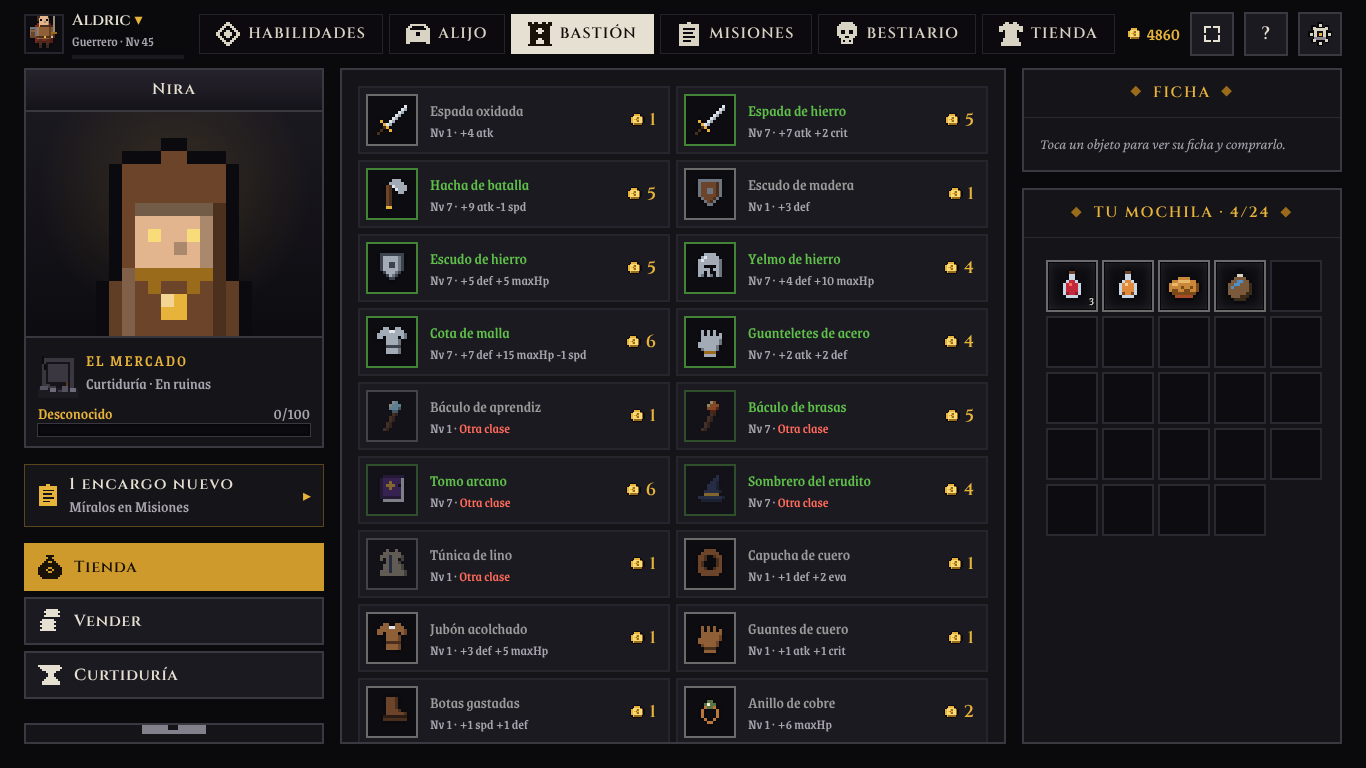 Aldric ▼
Guerrero · Nv 45
Habilidades
Alijo
Bastión
Misiones
Bestiario
Tienda
4860
?
Nira
El Mercado
Curtiduría · En ruinas
Desconocido 0/100
1 encargo nuevo
Míralos en Misiones
Tienda
Vender
Curtiduría
Espada oxidada 1
Nv 1 · +4 atk
Espada de hierro 5
Nv 7 · +7 atk +2 crit
Hacha de batalla 5
Nv 7 · +9 atk -1 spd
Escudo de madera 1
Nv 1 · +3 def
Escudo de hierro 5
Nv 7 · +5 def +5 maxHp
Yelmo de hierro 4
Nv 7 · +4 def +10 maxHp
Cota de malla 6
Nv 7 · +7 def +15 maxHp -1 spd
Guanteletes de acero 4
Nv 7 · +2 atk +2 def
Báculo de aprendiz 1
Nv 1 · Otra clase
Báculo de brasas 5
Nv 7 · Otra clase
Tomo arcano 6
Nv 7 · Otra clase
Sombrero del erudito 4
Nv 7 · Otra clase
Túnica de lino 1
Nv 1 · Otra clase
Capucha de cuero 1
Nv 1 · +1 def +2 eva
Jubón acolchado 1
Nv 1 · +3 def +5 maxHp
Guantes de cuero 1
Nv 1 · +1 atk +1 crit
Botas gastadas 1
Nv 1 · +1 spd +1 def
Anillo de cobre 2
Nv 1 · +6 maxHp
◆ Ficha ◆
Toca un objeto para ver su ficha y comprarlo.
◆ Tu mochila · 4/24 ◆
3